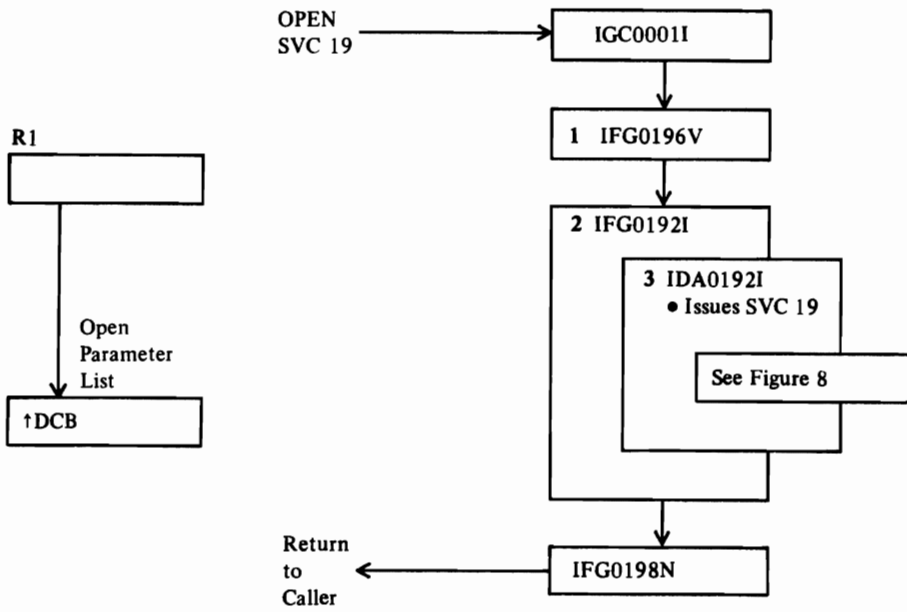 OPEN
SVC 19
IGC0001I
1 IFG0196V
R1
2 IFG0192I
3 IDA0192I
• Issues SVC 19
See Figure 8
Open
Parameter
List
↑DCB
Return
to
Caller
IFG0198N